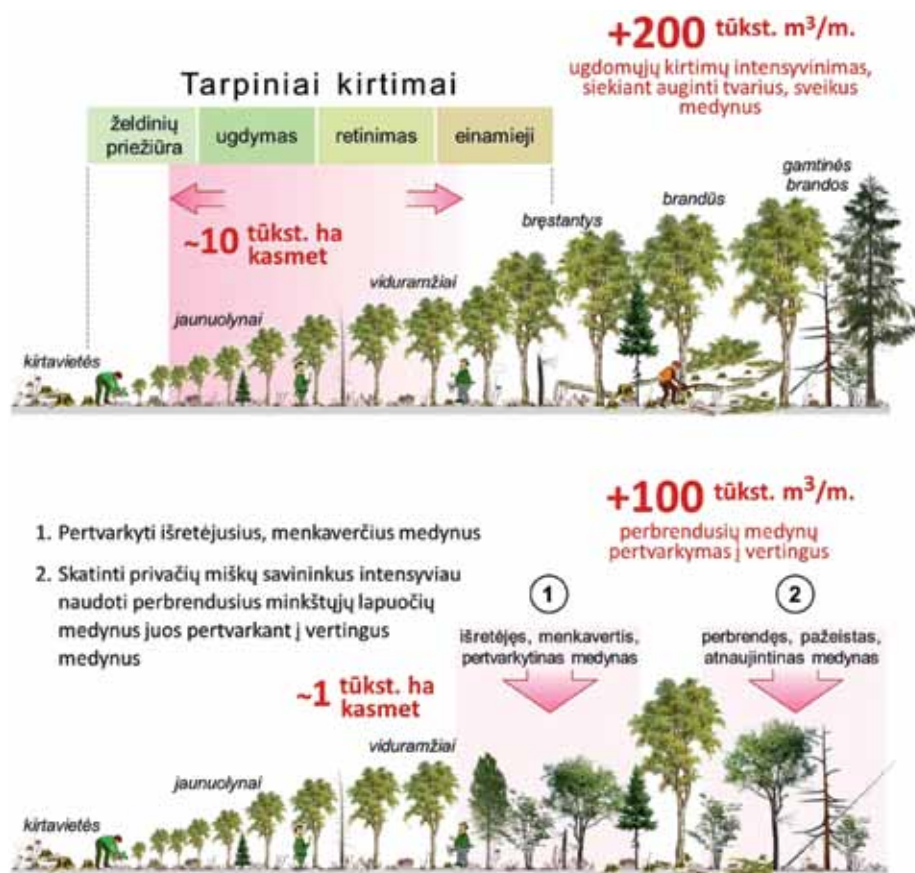 +200 tūkst. m³/m.
ugdomųjų kirtimų intensyvinimas,
siekiant auginti tvarius, sveikus
medynus
Tarpiniai kirtimai
želdinių
priežiūra
ugdymas
retinimas
einamieji
~10 tūkst. ha
kasmet
kirtavietės
jaunuolynai
viduramžiai
bręstantys
brandūs
gamtinės
brandos
+100 tūkst. m³/m.
perbrendusių medynų
pertvarkymas į vertingus
1. Pertvarkyti išretėjusius, menkaverčius medynus
2. Skatinti privačių miškų savininkus intensyviau
naudoti perbrendusius minkštųjų lapuočių
medynus juos pertvarkant į vertingus
medynus
1
išretėjęs, menkavertis,
pertvarkytinas medynas
2
perbrendęs, pažeistas,
atnaujintinas medynas
~1 tūkst. ha
kasmet
kirtavietės
jaunuolynai
viduramžiai